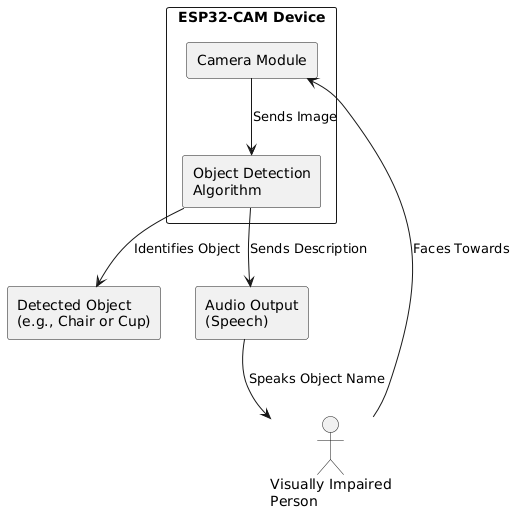 ESP32-CAM Device
Camera Module
Sends Image
Object Detection
Algorithm
Identifies Object
Sends Description
Faces Towards
Detected Object
(e.g., Chair or Cup)
Audio Output
(Speech)
Speaks Object Name
Visually Impaired
Person